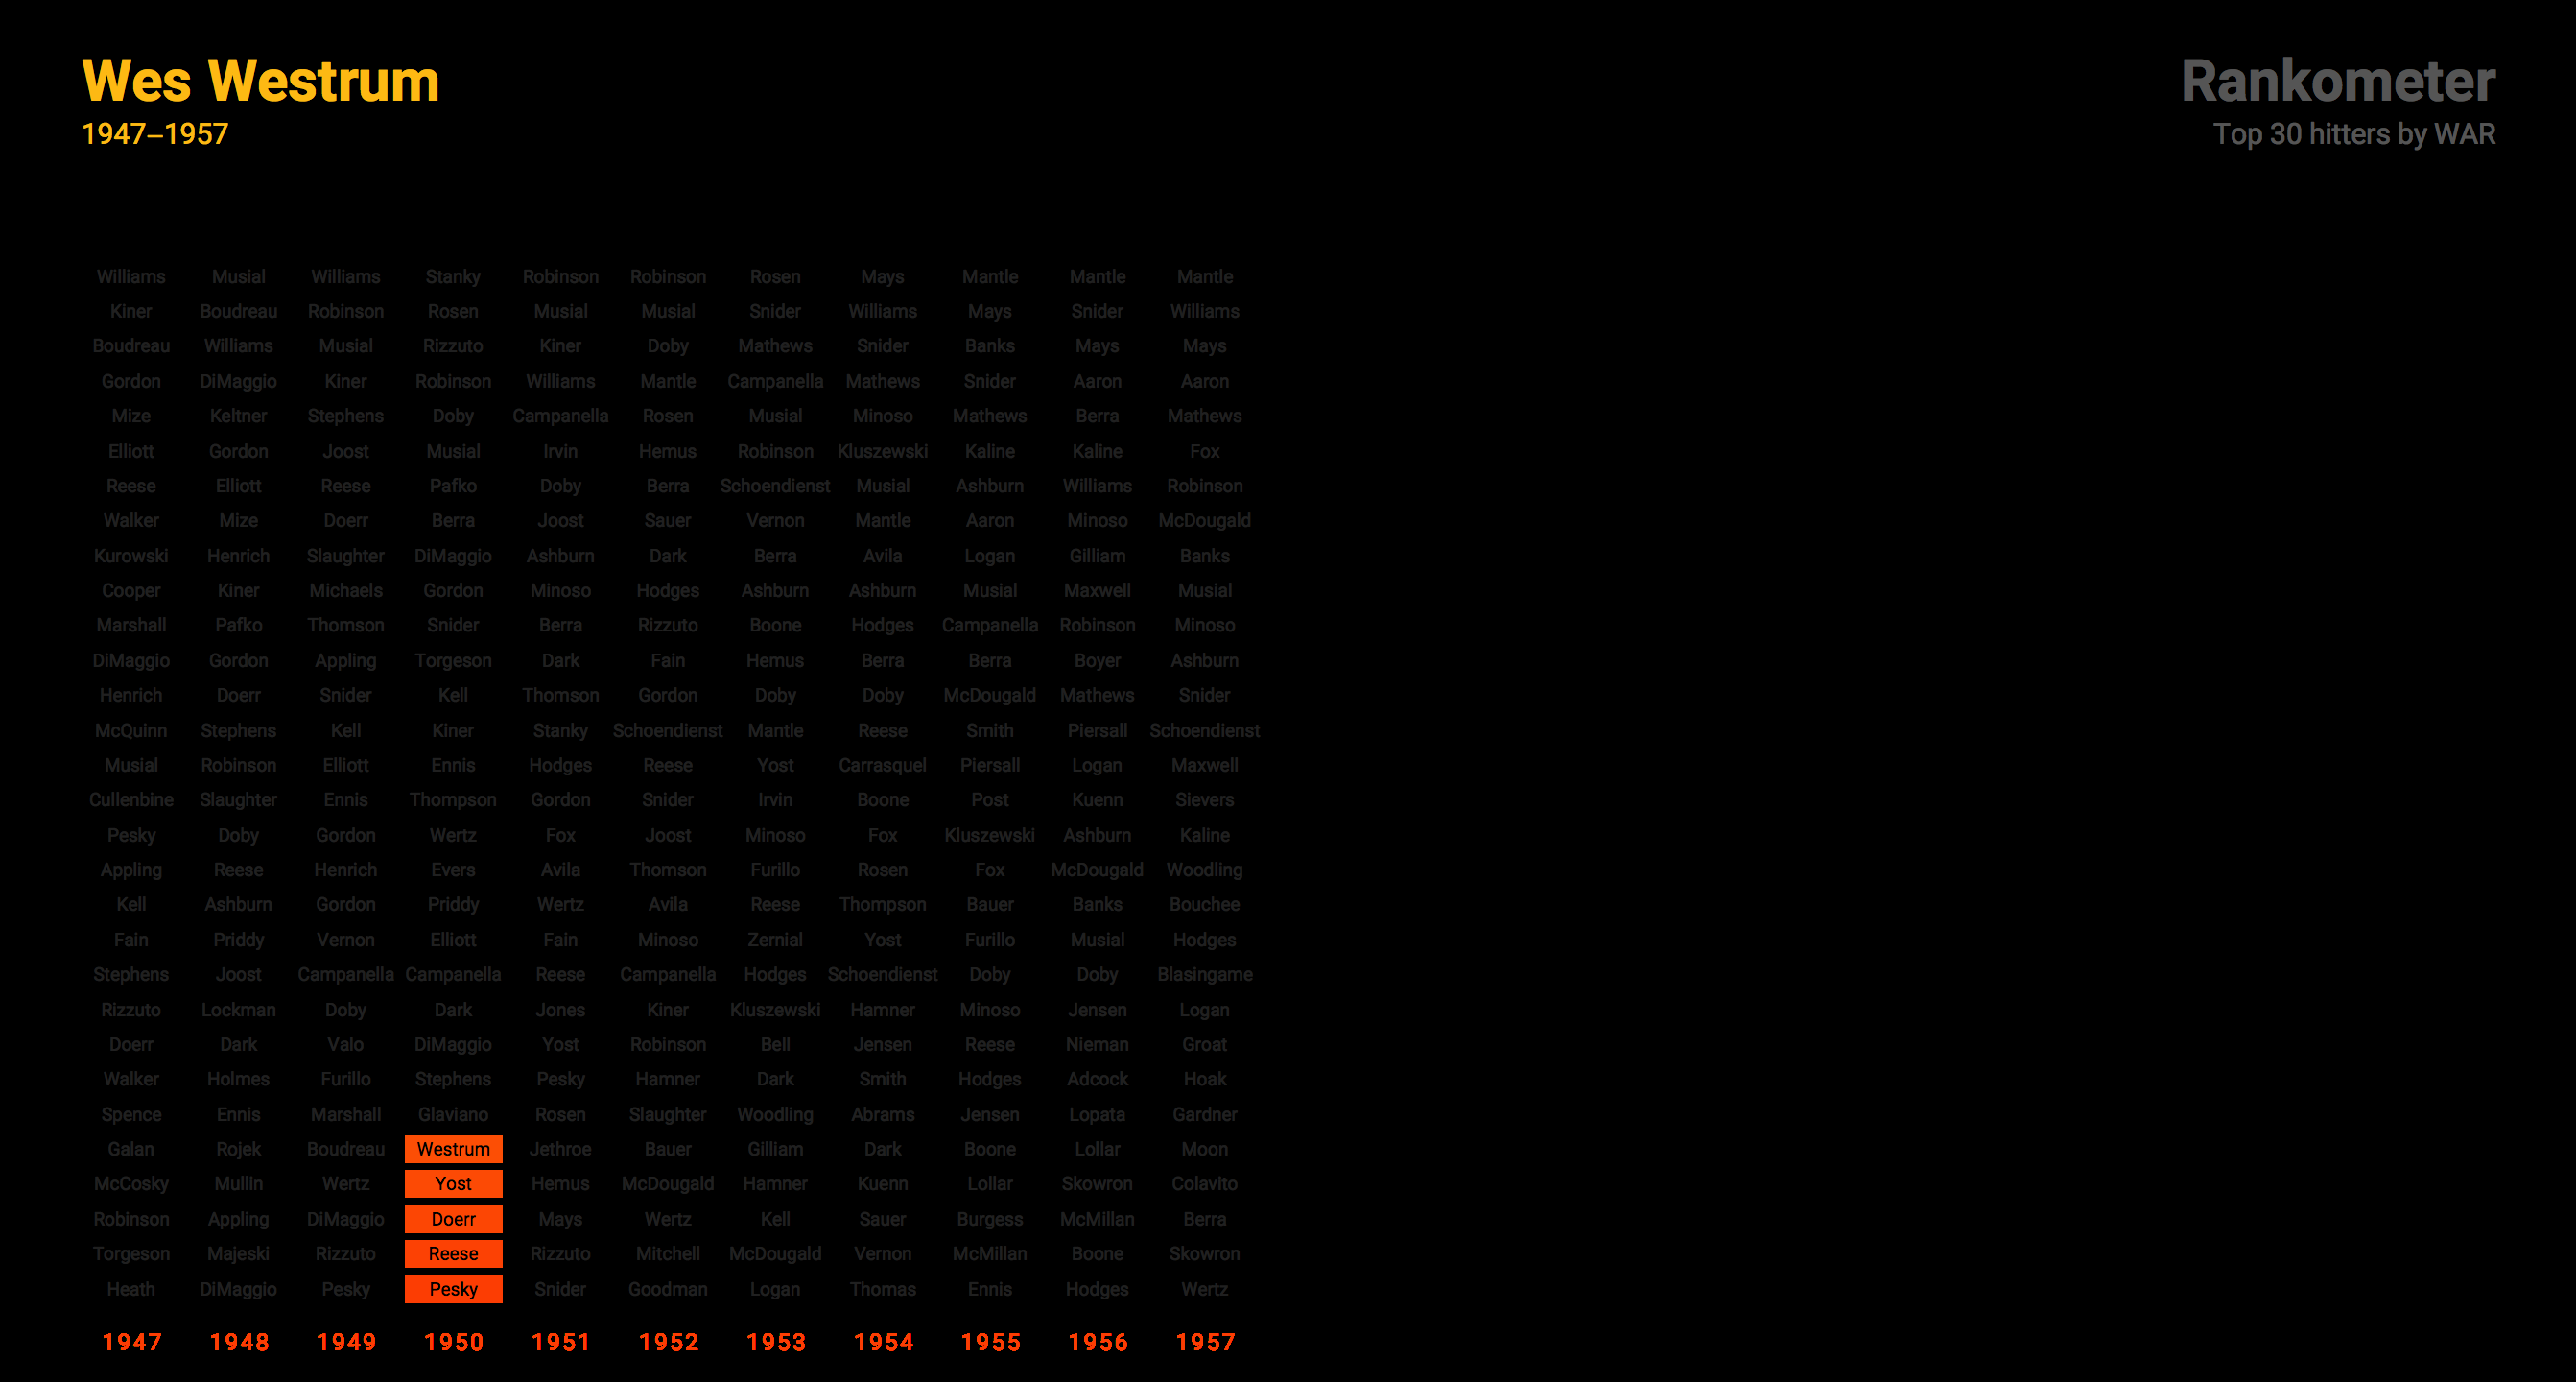 Wes Westrum
1947–1957
Rankometer
Top 30 hitters by WAR
Williams Musial Williams Stanky Robinson Robinson Rosen Mays Mantle Mantle Mantle
Kiner Boudreau Robinson Rosen Musial Musial Snider Williams Mays Snider Williams
Boudreau Williams Musial Rizzuto Kiner Doby Mathews Snider Banks Mays Mays
Gordon DiMaggio Kiner Robinson Williams Mantle Campanella Mathews Snider Aaron Aaron
Mize Keltner Stephens Doby Campanella Rosen Musial Minoso Mathews Berra Mathews
Elliott Gordon Joost Musial Irvin Hemus Robinson Kluszewski Kaline Kaline Fox
Reese Elliott Reese Pafko Doby Berra Schoendienst Musial Ashburn Williams Robinson
Walker Mize Doerr Berra Joost Sauer Vernon Mantle Aaron Minoso McDougald
Kurowski Henrich Slaughter DiMaggio Ashburn Dark Berra Avila Logan Gilliam Banks
Cooper Kiner Michaels Gordon Minoso Hodges Ashburn Ashburn Musial Maxwell Musial
Marshall Pafko Thomson Snider Berra Rizzuto Boone Hodges Campanella Robinson Minoso
DiMaggio Gordon Appling Torgeson Dark Fain Hemus Berra Berra Boyer Ashburn
Henrich Doerr Snider Kell Thomson Gordon Doby Doby McDougald Mathews Snider
McQuinn Stephens Kell Kiner Stanky Schoendienst Mantle Reese Smith Piersall Schoendienst
Musial Robinson Elliott Ennis Hodges Reese Yost Carrasquel Piersall Logan Maxwell
Cullenbine Slaughter Ennis Thompson Gordon Snider Irvin Boone Post Kuenn Sievers
Pesky Doby Gordon Wertz Fox Joost Minoso Fox Kluszewski Ashburn Kaline
Appling Reese Henrich Evers Avila Thomson Furillo Rosen Fox McDougald Woodling
Kell Ashburn Gordon Priddy Wertz Avila Reese Thompson Bauer Banks Bouchee
Fain Priddy Vernon Elliott Fain Minoso Zernial Yost Furillo Musial Hodges
Stephens Joost Campanella Campanella Reese Campanella Hodges Schoendienst Doby Doby Blasingame
Rizzuto Lockman Doby Dark Jones Kiner Kluszewski Hamner Minoso Jensen Logan
Doerr Dark Valo DiMaggio Yost Robinson Bell Jensen Reese Nieman Groat
Walker Holmes Furillo Stephens Pesky Hamner Dark Smith Hodges Adcock Hoak
Spence Ennis Marshall Glaviano Rosen Slaughter Woodling Abrams Jensen Lopata Gardner
Galan Rojek Boudreau Westrum Jethroe Bauer Gilliam Dark Boone Lollar Moon
McCosky Mullin Wertz Yost Hemus McDougald Hamner Kuenn Lollar Skowron Colavito
Robinson Appling DiMaggio Doerr Mays Wertz Kell Sauer Burgess McMillan Berra
Torgeson Majeski Rizzuto Reese Rizzuto Mitchell McDougald Vernon McMillan Boone Skowron
Heath DiMaggio Pesky Pesky Snider Goodman Logan Thomas Ennis Hodges Wertz
1947 1948 1949 1950 1951 1952 1953 1954 1955 1956 1957